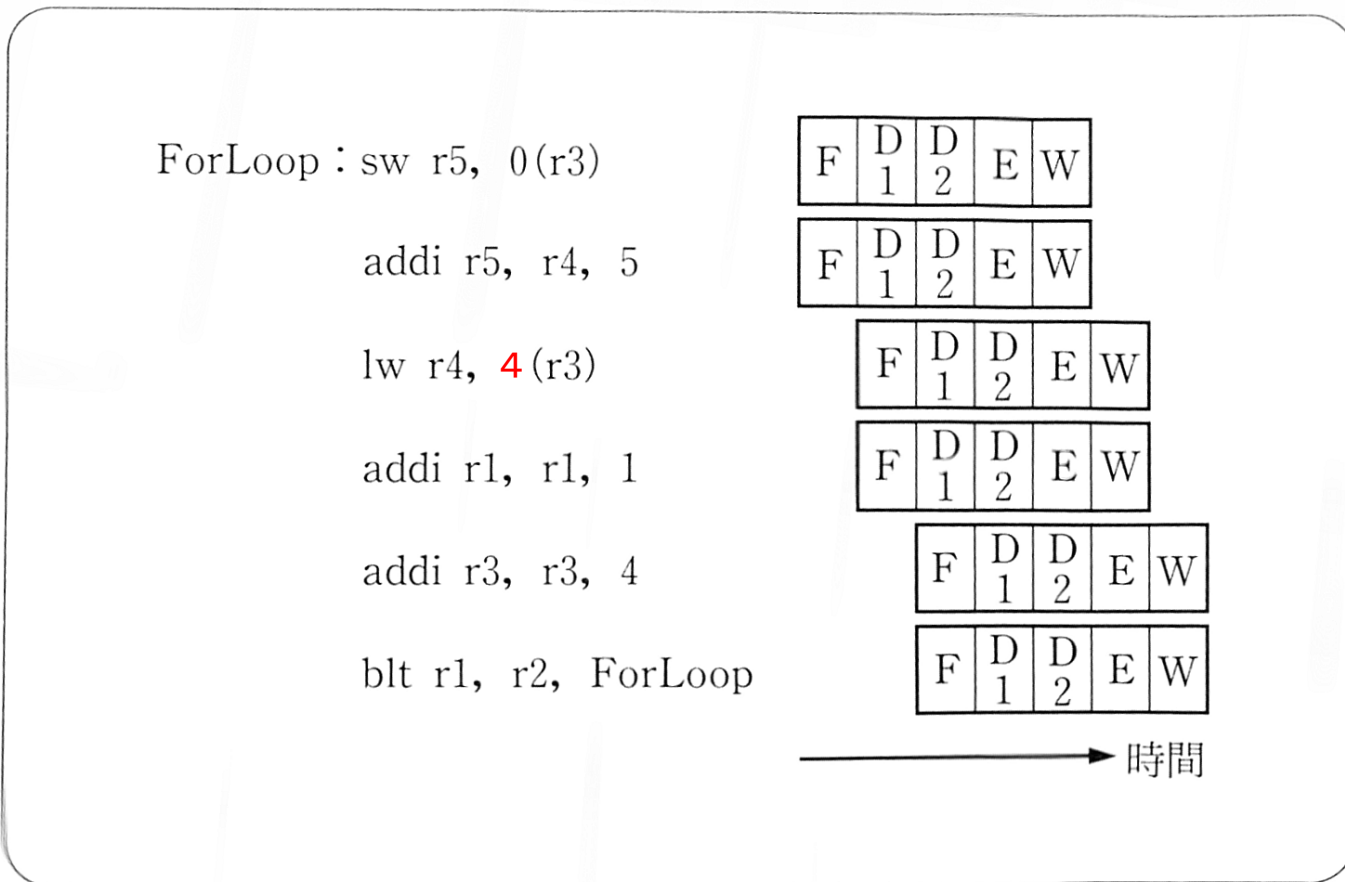 ForLoop：sw r5, 0(r3) F D1 D2 E W
addi r5, r4, 5 F D1 D2 E W
lw r4, 4(r3) F D1 D2 E W
addi r1, r1, 1 F D1 D2 E W
addi r3, r3, 4 F D1 D2 E W
blt r1, r2, ForLoop F D1 D2 E W
時間